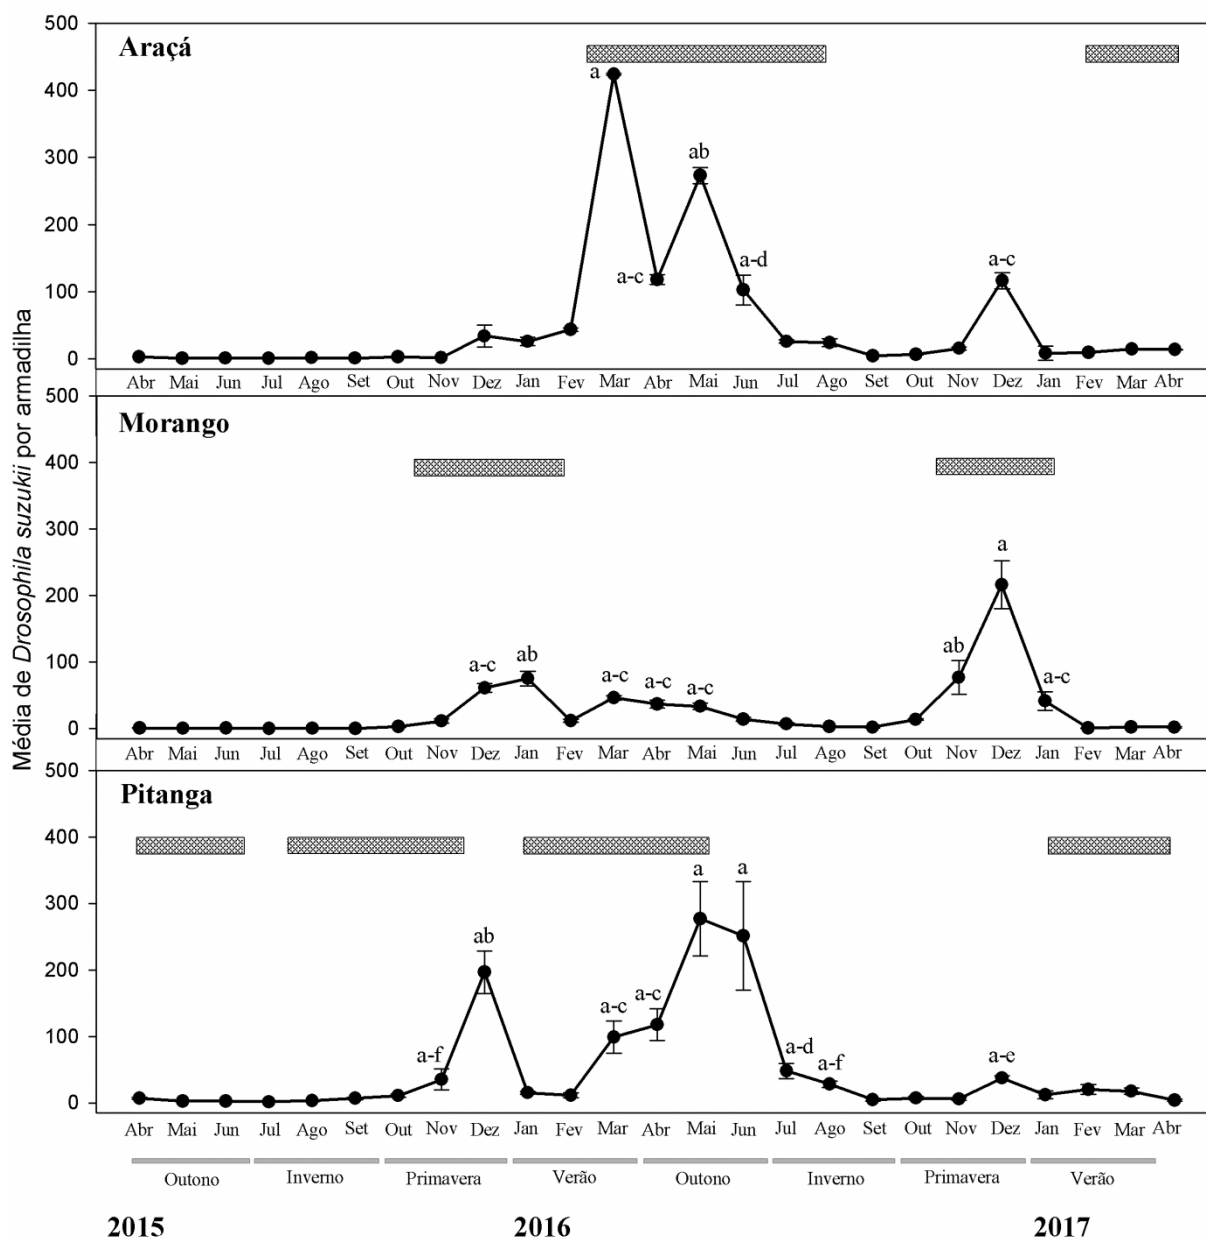 Média de Drosophila suzukii por armadilha
500
400
300
200
100
0
Araçá
a
a-c
ab
a-d
a-c
Abr Mai Jun Jul Ago Set Out Nov Dez Jan Fev Mar Abr Mai Jun Jul Ago Set Out Nov Dez Jan Fev Mar Abr
500
400
300
200
100
0
Morango
a-c
ab
a-c
a-c
a-c
ab
a
a-c
Abr Mai Jun Jul Ago Set Out Nov Dez Jan Fev Mar Abr Mai Jun Jul Ago Set Out Nov Dez Jan Fev Mar Abr
500
400
300
200
100
0
Pitanga
a-f
ab
a-c
a-c
a
a
a-d
a-f
a-e
Abr Mai Jun Jul Ago Set Out Nov Dez Jan Fev Mar Abr Mai Jun Jul Ago Set Out Nov Dez Jan Fev Mar Abr
Outono Inverno Primavera Verão Outono Inverno Primavera Verão
2015 2016 2017